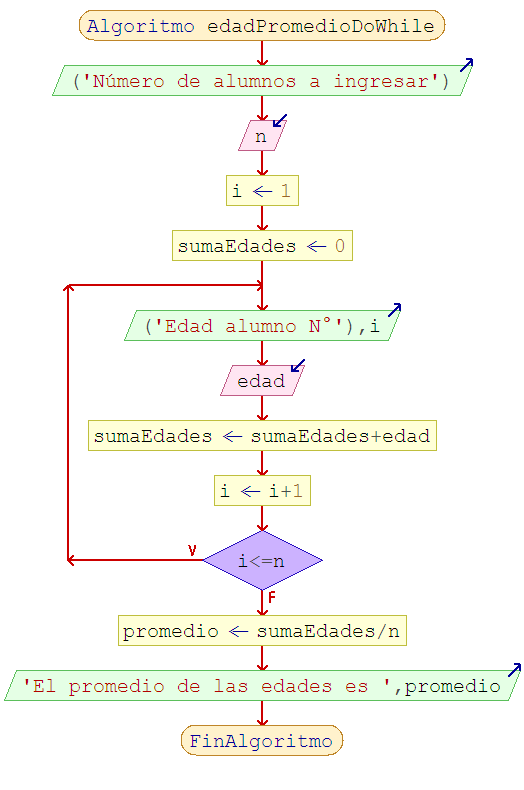 Algoritmo edadPromedioDoWhile
('Número de alumnos a ingresar')
n
i ← 1
sumaEdades ← 0
('Edad alumno N°'),i
edad
sumaEdades ← sumaEdades+edad
i ← i+1
i<=n
V
F
promedio ← sumaEdades/n
'El promedio de las edades es ',promedio
FinAlgoritmo